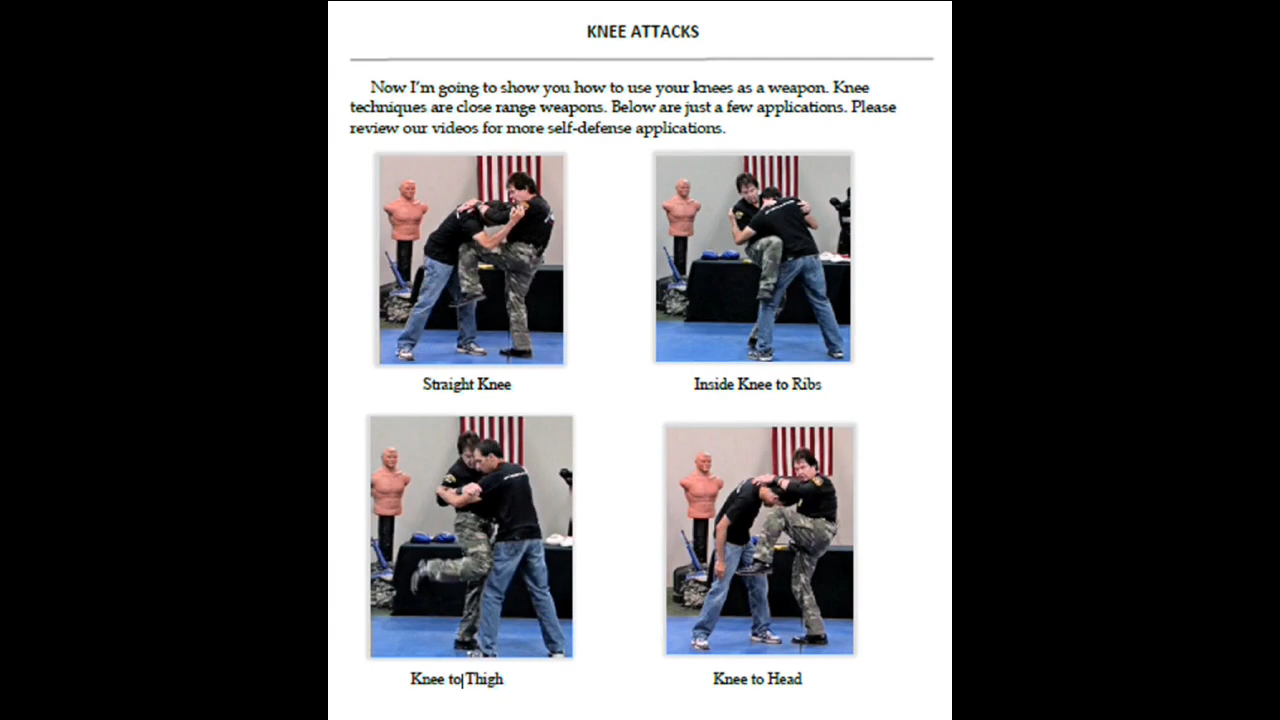 KNEE ATTACKS
Now I'm going to show you how to use your knees as a weapon. Knee
techniques are close range weapons. Below are just a few applications. Please
review our videos for more self-defense applications.
Straight Knee
Inside Knee to Ribs
Knee to Thigh
Knee to Head